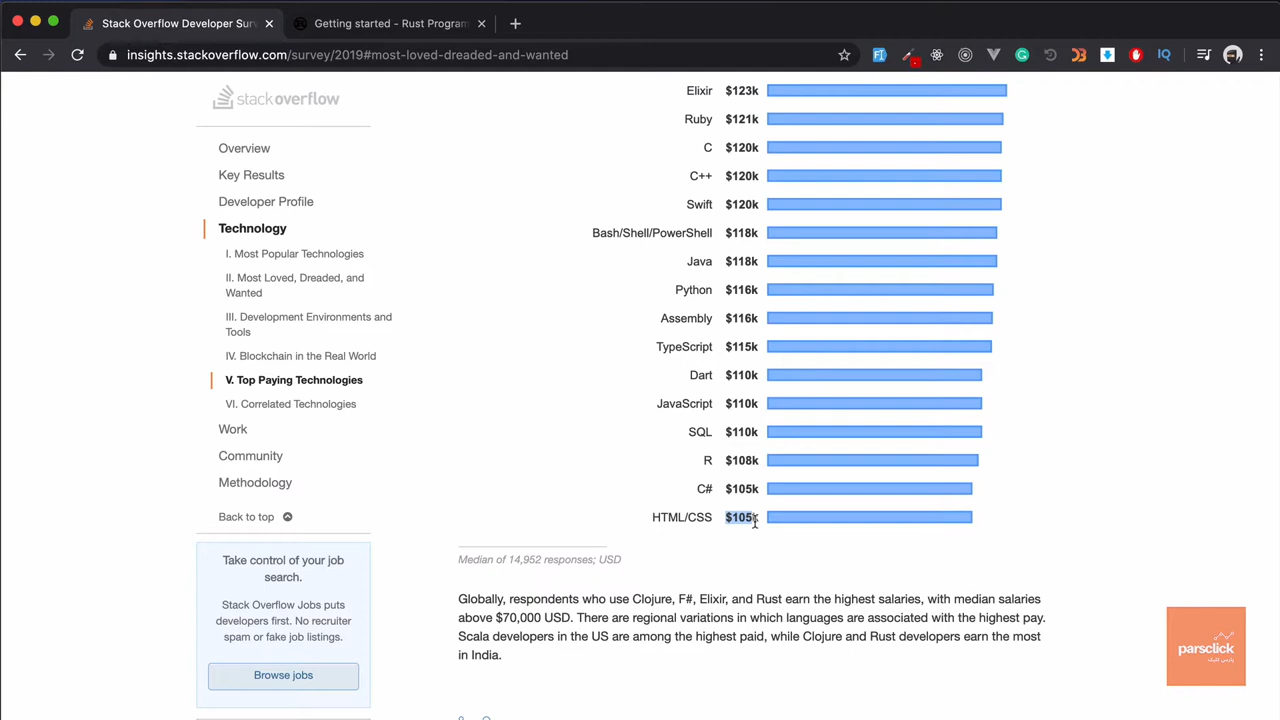 Stack Overflow Developer Sur
Getting started - Rust Program
insights.stackoverflow.com/survey/2019#most-loved-dreaded-and-wanted
stackoverflow
Overview
Key Results
Developer Profile
Technology
I. Most Popular Technologies
II. Most Loved, Dreaded, and
Wanted
III. Development Environments and
Tools
IV. Blockchain in the Real World
V. Top Paying Technologies
VI. Correlated Technologies
Work
Community
Methodology
Back to top
Take control of your job
search.
Stack Overflow Jobs puts
developers first. No recruiter
spam or fake job listings.
Browse jobs
Elixir $123k
Ruby $121k
C $120k
C++ $120k
Swift $120k
Bash/Shell/PowerShell $118k
Java $118k
Python $116k
Assembly $116k
TypeScript $115k
Dart $110k
JavaScript $110k
SQL $110k
R $108k
C# $105k
HTML/CSS $105k
Median of 14,952 responses; USD
Globally, respondents who use Clojure, F#, Elixir, and Rust earn the highest salaries, with median salaries
above $70,000 USD. There are regional variations in which languages are associated with the highest pay.
Scala developers in the US are among the highest paid, while Clojure and Rust developers earn the most
in India.
parsclick
پارس کلیک